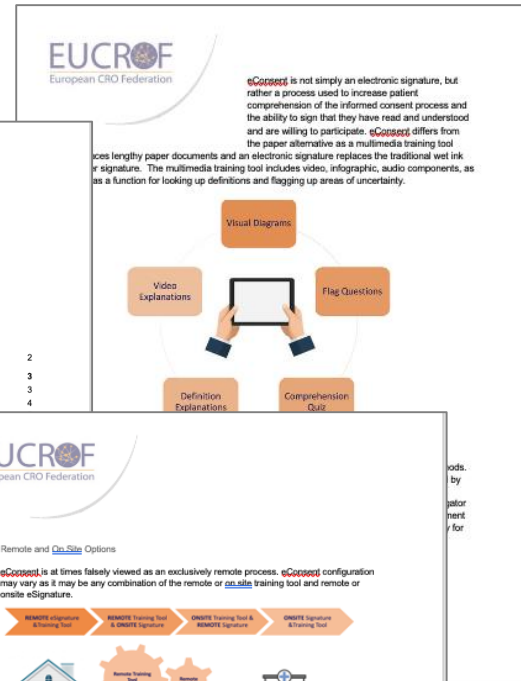 EUCROF
European CRO Federation
eConsent is not simply an electronic signature, but
rather a process used to increase patient
comprehension of the informed consent process and
the ability to sign that they have read and understood
and are willing to participate. eConsent differs from
the paper alternative as a multimedia training tool
ces lengthy paper documents and an electronic signature replaces the traditional wet ink
r signature. The multimedia training tool includes video, infographic, audio components, as
as a function for looking up definitions and flagging up areas of uncertainty.
Visual Diagrams
Video
Explanations
Flag Questions
Definition
Explanations
Comprehension
Quiz
2
3
3
4
ods.
by
gator
ment
y for
UCROF
pean CRO Federation
Remote and On-Site Options
eConsent is at times falsely viewed as an exclusively remote process. eConsent configuration
may vary as it may be any combination of the remote or on-site training tool and remote or
onsite eSignature.
REMOTE eSignature
&Training Tool
REMOTE Training Tool
& ONSITE Signature
ONSITE Training Tool &
REMOTE Signature
ONSITE Signature
&Training Tool
Remote Training
Tool
Remote